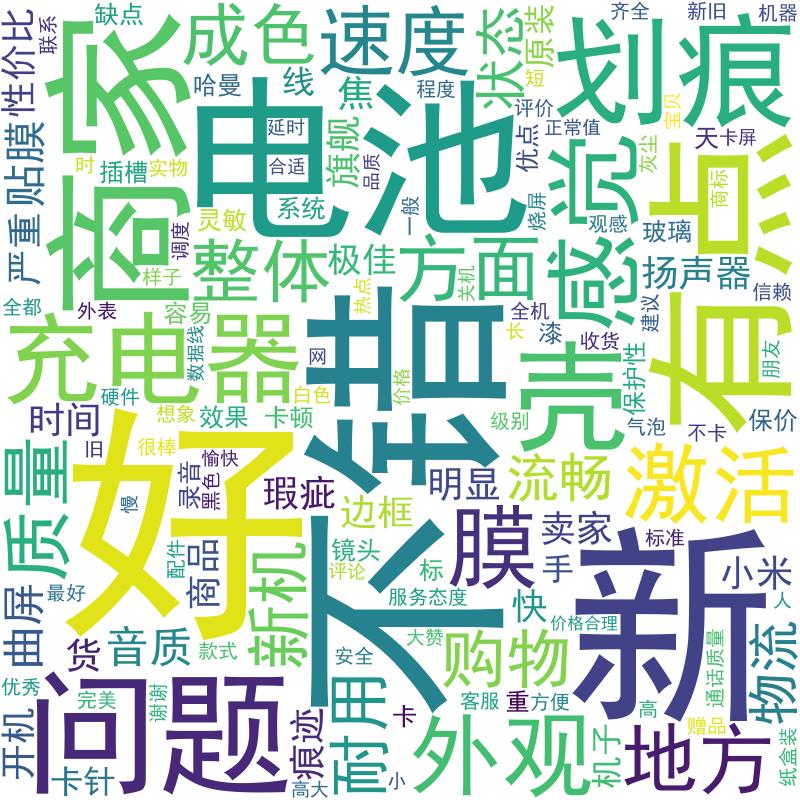 缺点
成色
速度
状态
原装
短
齐全
新旧
机器
联系
性价比
商家
哈曼
线
焦
程度
划痕
评价
宝贝
正常值
天
卡屏
贴膜
电池
延时
合适
旗舰
品质
优点
感觉
灰尘
有点
商标
时
插槽
实物
系统
一般
烧屏
观感
玻璃
严重
灵敏
调度
整体
极佳
方面
关机
扬声器
信赖
样子
热点
全都
外表
容易
全机
长
漆
收货
建议
充电器
数据线
网
不错
壳
保护性
朋友
白色
价格
硬件
时间
旧
想象
效果
卡顿
级别
气泡
不卡
保价
很棒
愉快
质量
好
慢
录音
黑色
瑕疵
明显
流畅
激活
边框
膜
卖家
标准
配件
商品
新机
镜头
评论
标
手
新
小米
曲屏
最好
服务态度
快
价格合理
人
货
音质
款式
大赞
购物
通话质量
物流
安全
优秀
完美
谢谢
问题
耐用
客服
重
方便
高
赠品
开机
卡
痕迹
外观
机子
地方
纸盒装
卡针
高大
小